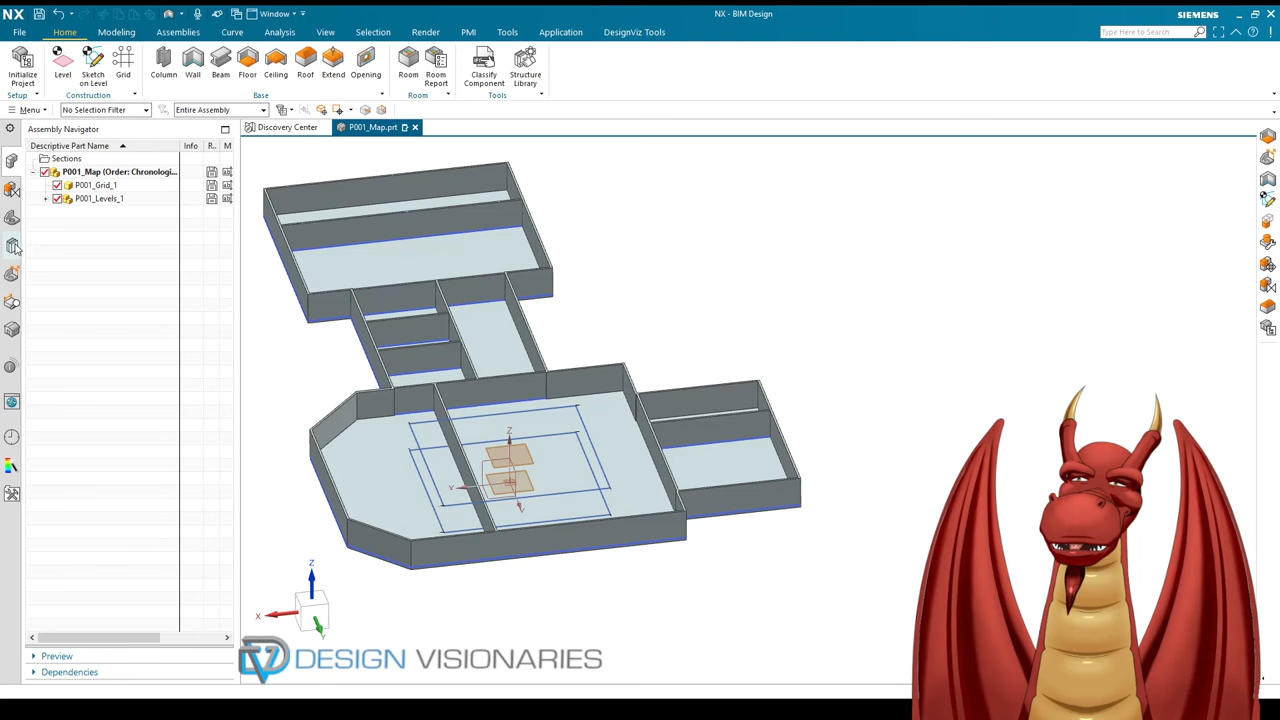 NX
Window
NX - BIM Design
SIEMENS
File
Home
Modeling
Assemblies
Curve
Analysis
View
Selection
Render
PMI
Tools
Application
DesignViz Tools
Type Here to Search
Initialize Project
Level
Sketch on Level
Grid
Column
Wall
Beam
Floor
Ceiling
Roof
Extend
Opening
Room
Room Report
Classify Component
Structure Library
Setup
Construction
Base
Room
Tools
Menu
No Selection Filter
Entire Assembly
Assembly Navigator
Discovery Center
P001_Map.prt
Descriptive Part Name
Info
R..
M
Sections
P001_Map (Order: Chronologi...
P001_Grid_1
P001_Levels_1
Z
Y
Z
X
Y
Preview
Dependencies
DV DESIGN VISIONARIES